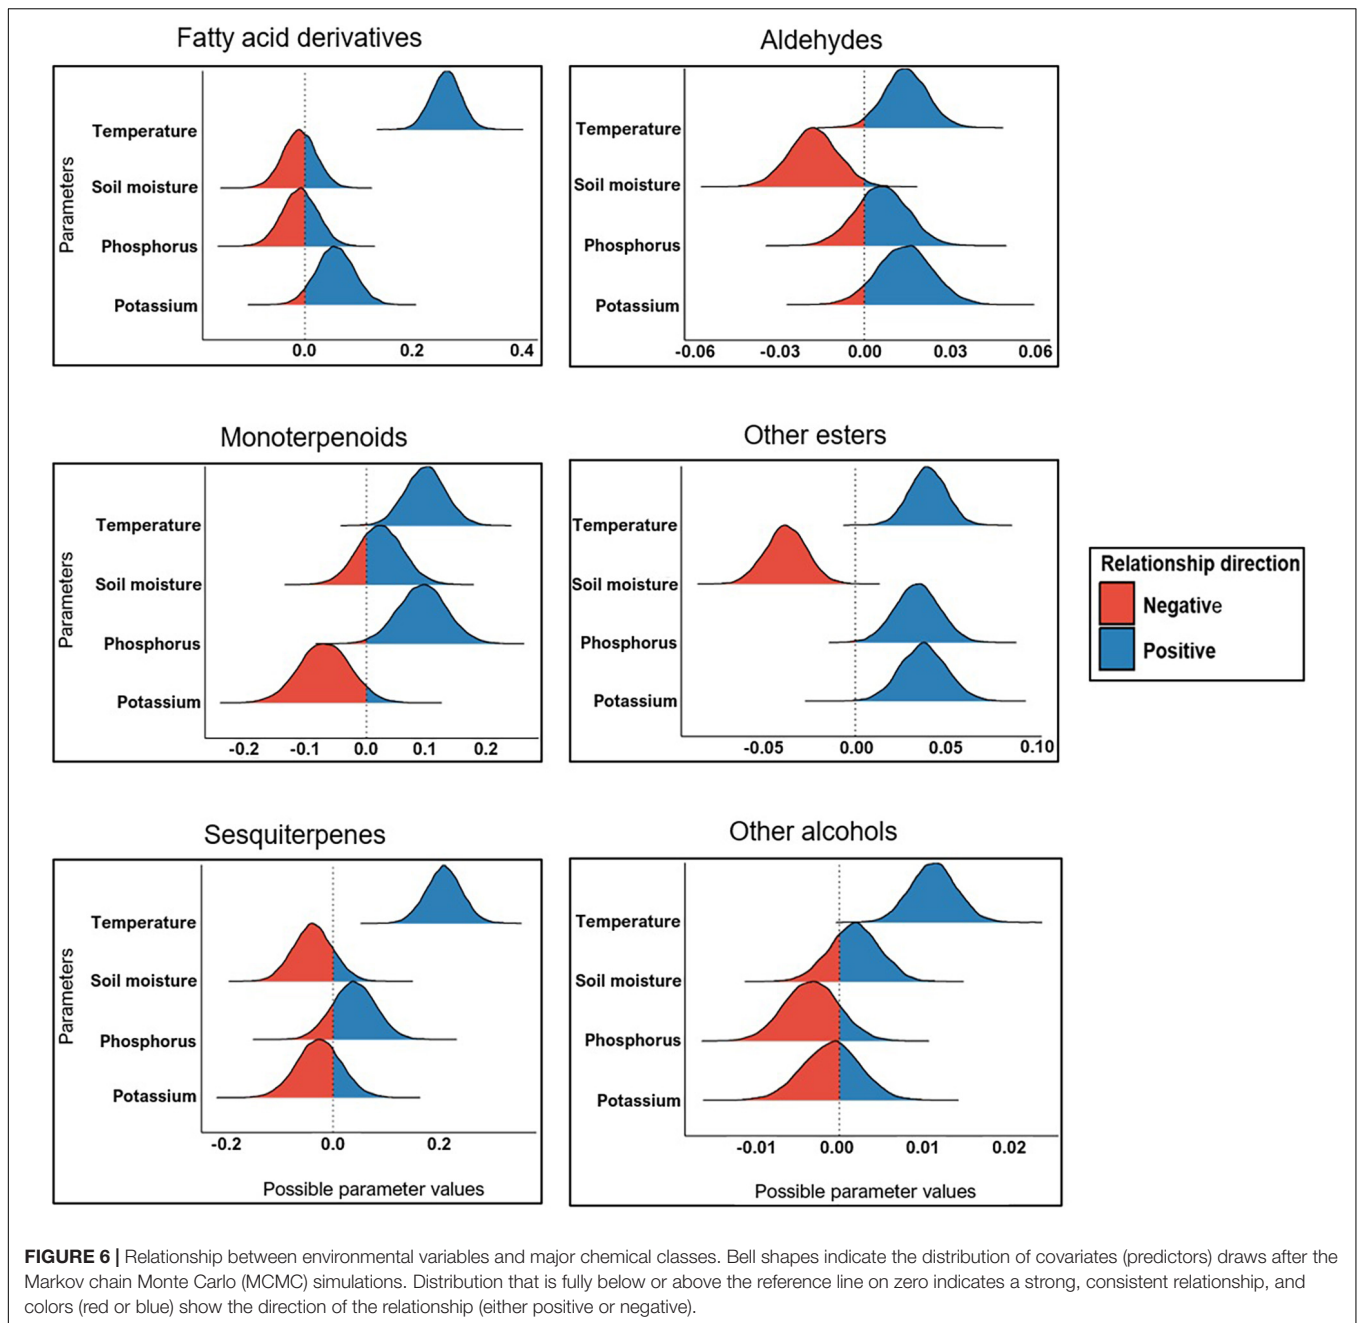 Fatty acid derivatives
Parameters
Temperature
Soil moisture
Phosphorus
Potassium
0.0 0.2 0.4
Aldehydes
Temperature
Soil moisture
Phosphorus
Potassium
-0.06 -0.03 0.00 0.03 0.06
Monoterpenoids
Parameters
Temperature
Soil moisture
Phosphorus
Potassium
-0.2 -0.1 0.0 0.1 0.2
Other esters
Temperature
Soil moisture
Phosphorus
Potassium
-0.05 0.00 0.05 0.10
Relationship direction
Negative
Positive
Sesquiterpenes
Parameters
Temperature
Soil moisture
Phosphorus
Potassium
-0.2 0.0 0.2
Possible parameter values
Other alcohols
Temperature
Soil moisture
Phosphorus
Potassium
-0.01 0.00 0.01 0.02
Possible parameter values
FIGURE 6 | Relationship between environmental variables and major chemical classes. Bell shapes indicate the distribution of covariates (predictors) draws after the
Markov chain Monte Carlo (MCMC) simulations. Distribution that is fully below or above the reference line on zero indicates a strong, consistent relationship, and
colors (red or blue) show the direction of the relationship (either positive or negative).